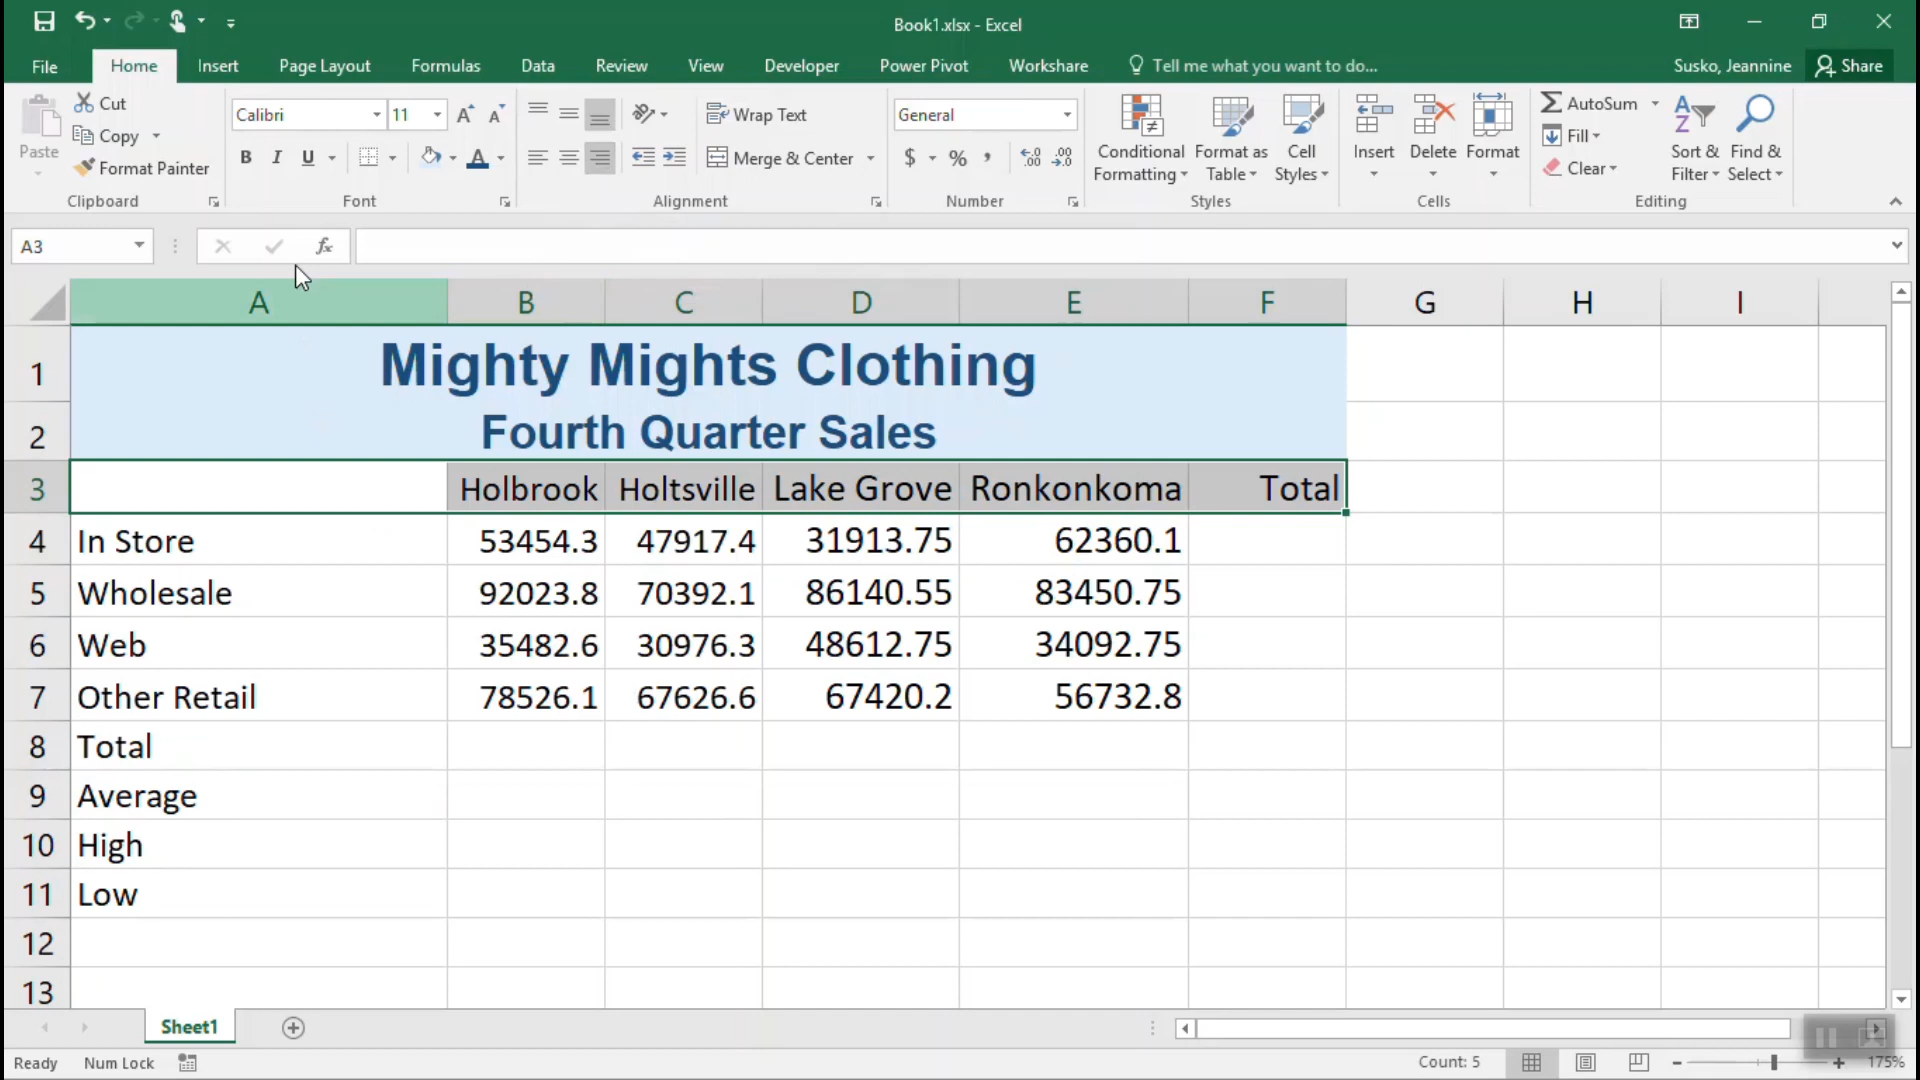 Book1.xlsx - Excel
File Home Insert Page Layout Formulas Data Review View Developer Power Pivot Workshare Tell me what you want to do... Susko, Jeannine Share
Paste Cut Copy Format Painter Clipboard
Calibri 11 A A B I U A Font
Wrap Text Merge & Center Alignment
General $ % , .00 .0 Number
Conditional Formatting Format as Table Cell Styles Styles
Insert Delete Format Cells
AutoSum Fill Clear Sort & Filter Find & Select Editing
A3 fx
A B C D E F G H I
1 Mighty Mights Clothing
2 Fourth Quarter Sales
3 Holbrook Holtsville Lake Grove Ronkonkoma Total
4 In Store 53454.3 47917.4 31913.75 62360.1
5 Wholesale 92023.8 70392.1 86140.55 83450.75
6 Web 35482.6 30976.3 48612.75 34092.75
7 Other Retail 78526.1 67626.6 67420.2 56732.8
8 Total
9 Average
10 High
11 Low
12
13
Sheet1
Ready Num Lock Count: 5 175%